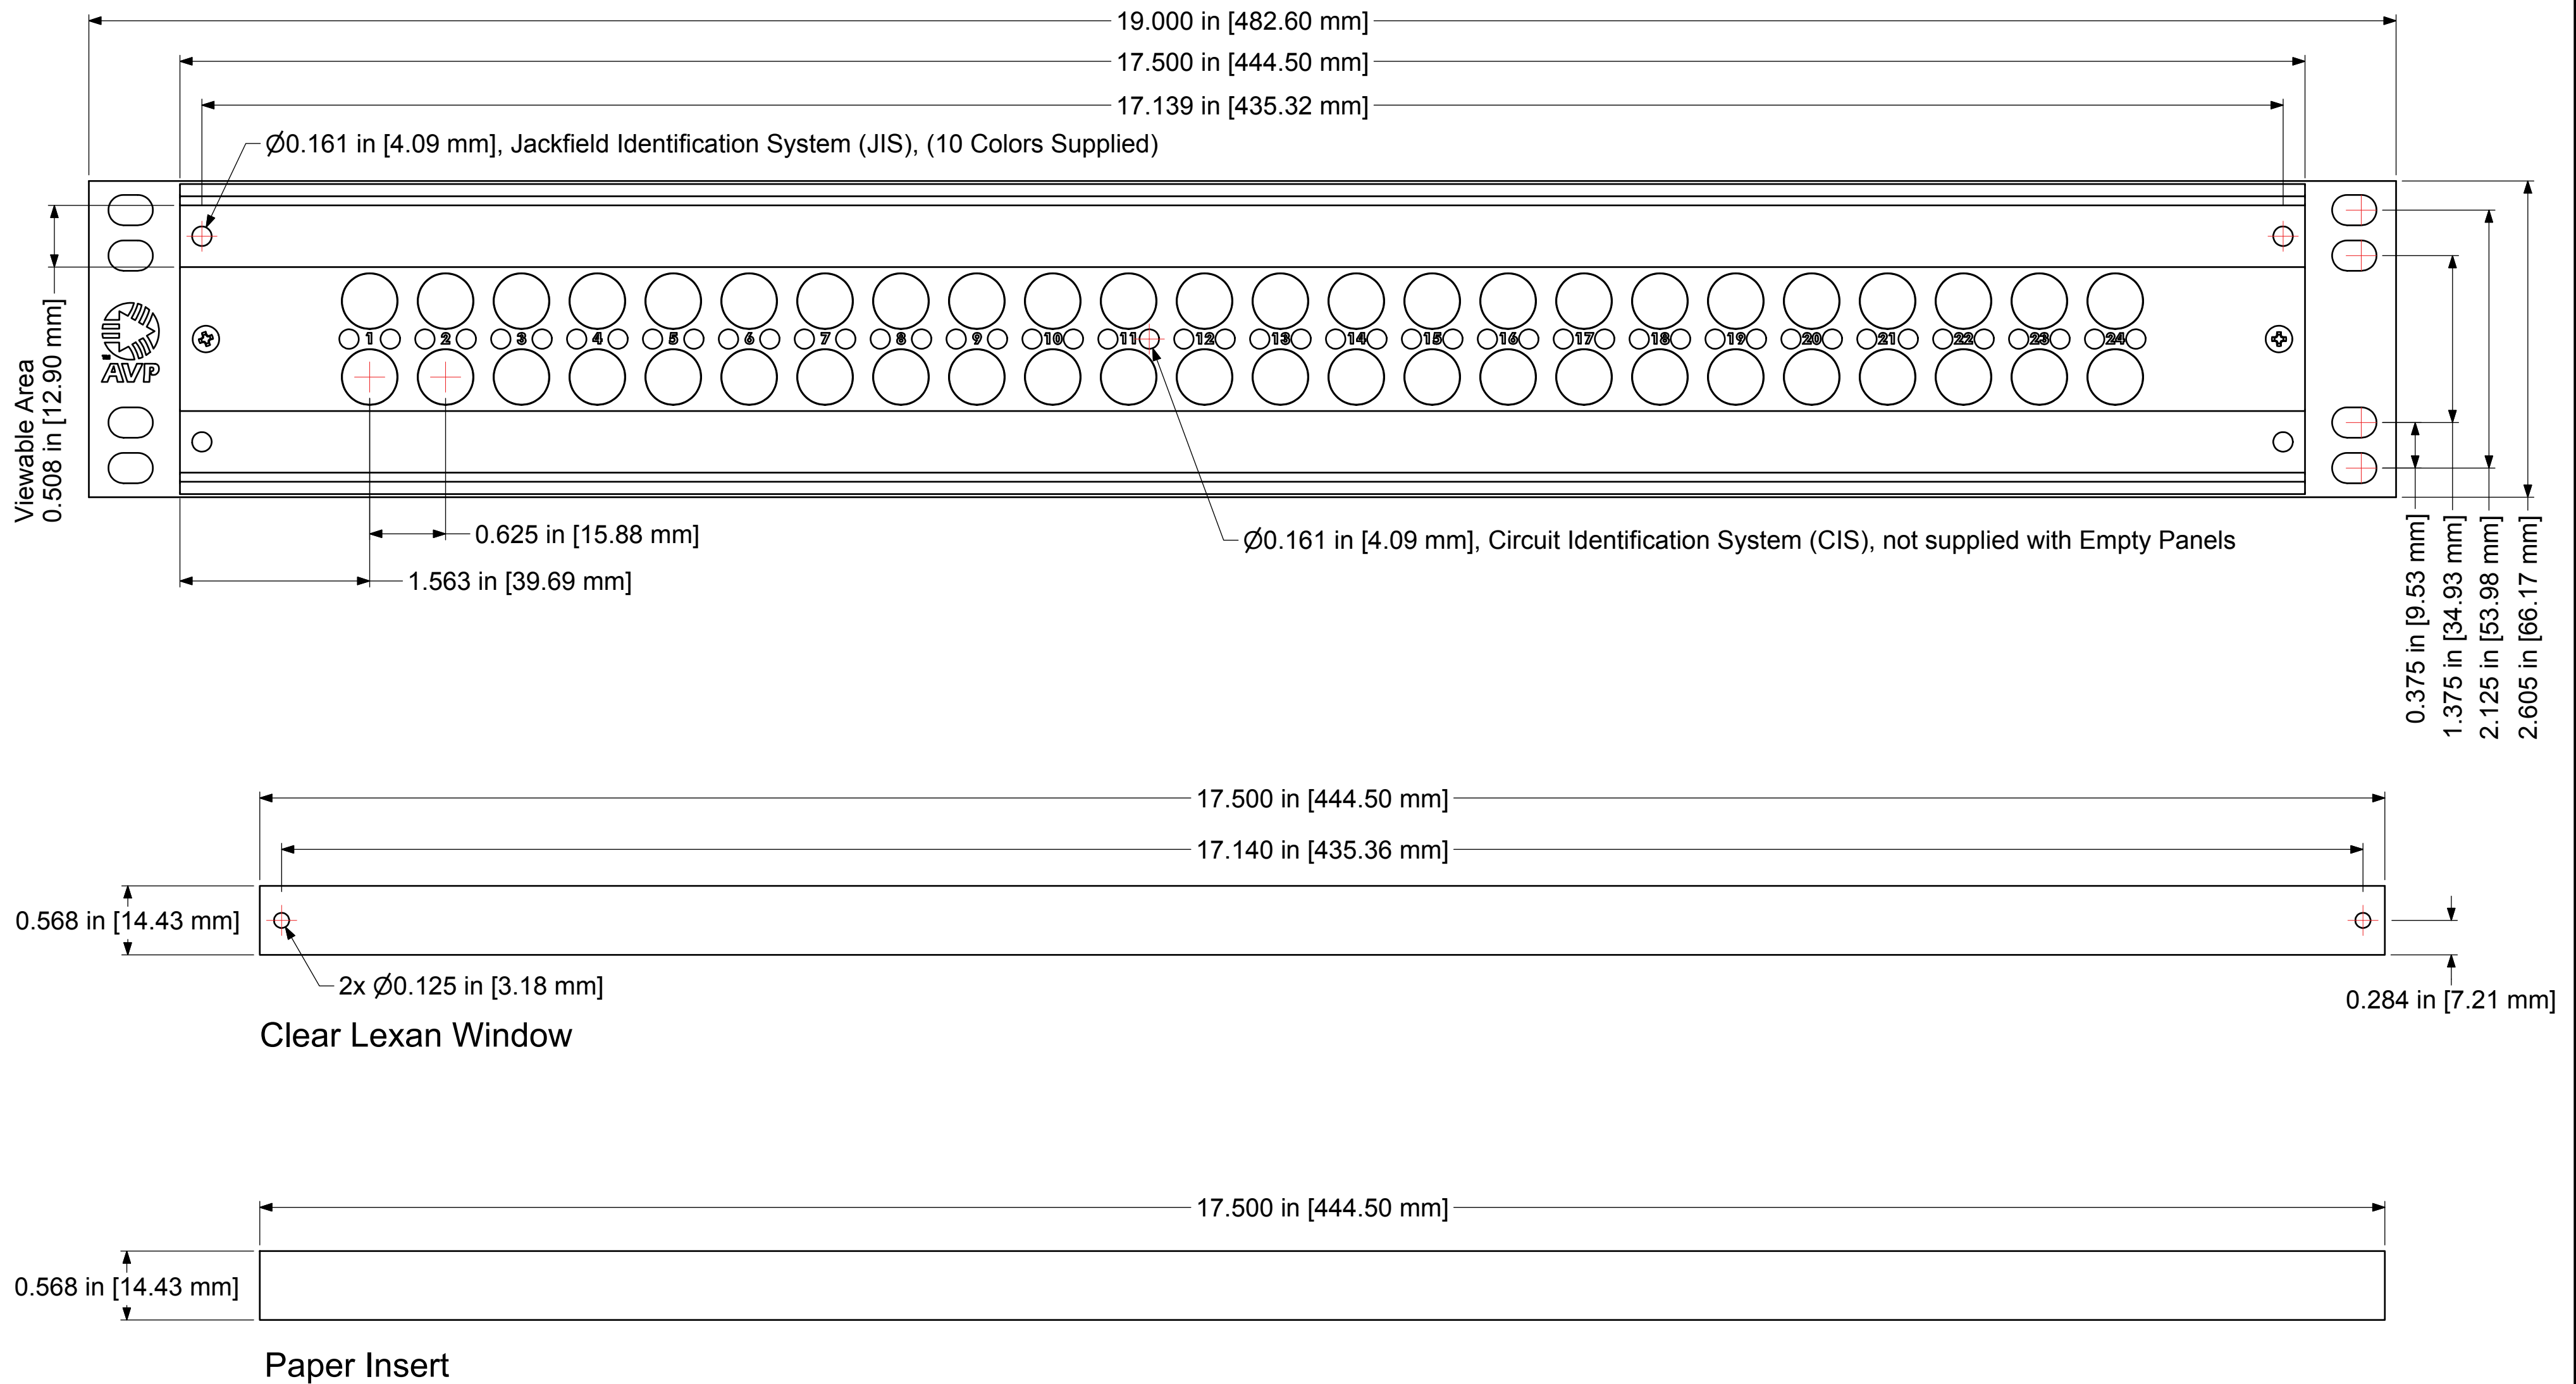 19.000 in [482.60 mm]
17.500 in [444.50 mm]
17.139 in [435.32 mm]
Ø0.161 in [4.09 mm], Jackfield Identification System (JIS), (10 Colors Supplied)
Viewable Area
0.508 in [12.90 mm]
™
AVP
1 2 3 4 5 6 7 8 9 10 11 12 13 14 15 16 17 18 19 20 21 22 23 24
0.625 in [15.88 mm]
1.563 in [39.69 mm]
Ø0.161 in [4.09 mm], Circuit Identification System (CIS), not supplied with Empty Panels
0.375 in [9.53 mm]
1.375 in [34.93 mm]
2.125 in [53.98 mm]
2.605 in [66.17 mm]
17.500 in [444.50 mm]
17.140 in [435.36 mm]
0.568 in [14.43 mm]
2x Ø0.125 in [3.18 mm]
0.284 in [7.21 mm]
Clear Lexan Window
17.500 in [444.50 mm]
0.568 in [14.43 mm]
Paper Insert